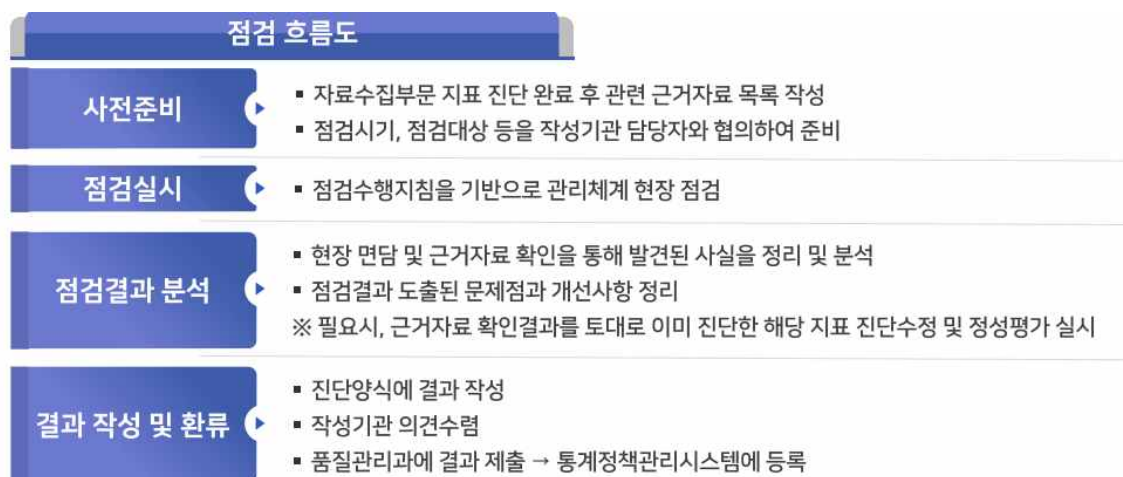 점검 흐름도
사전준비
▪ 자료수집부문 지표 진단 완료 후 관련 근거자료 목록 작성
▪ 점검시기, 점검대상 등을 작성기관 담당자와 협의하여 준비
점검실시
▪ 점검수행지침을 기반으로 관리체계 현장 점검
점검결과 분석
▪ 현장 면담 및 근거자료 확인을 통해 발견된 사실을 정리 및 분석
▪ 점검결과 도출된 문제점과 개선사항 정리
※ 필요시, 근거자료 확인결과를 토대로 이미 진단한 해당 지표 진단수정 및 정성평가 실시
결과 작성 및 환류
▪ 진단양식에 결과 작성
▪ 작성기관 의견수렴
▪ 품질관리과에 결과 제출 → 통계정책관리시스템에 등록